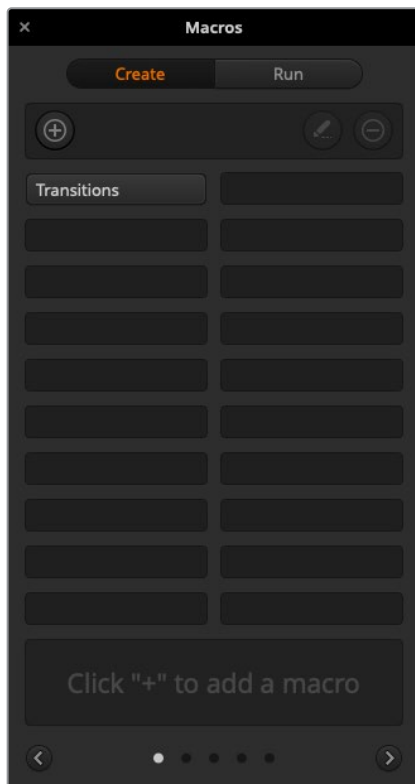 Macros
Create
Run
Transitions
Click "+" to add a macro